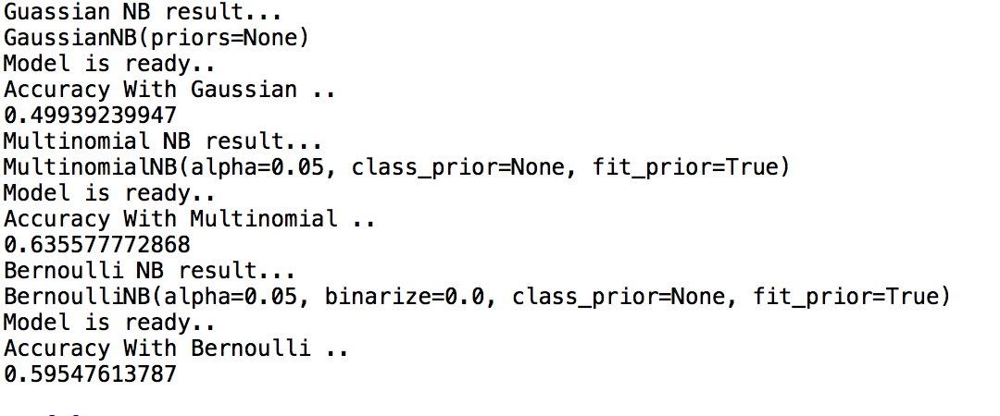 Guassian NB result...
GaussianNB(priors=None)
Model is ready..
Accuracy With Gaussian ..
0.49939239947
Multinomial NB result...
MultinomialNB(alpha=0.05, class_prior=None, fit_prior=True)
Model is ready..
Accuracy With Multinomial ..
0.635577772868
Bernoulli NB result...
BernoulliNB(alpha=0.05, binarize=0.0, class_prior=None, fit_prior=True)
Model is ready..
Accuracy With Bernoulli ..
0.59547613787